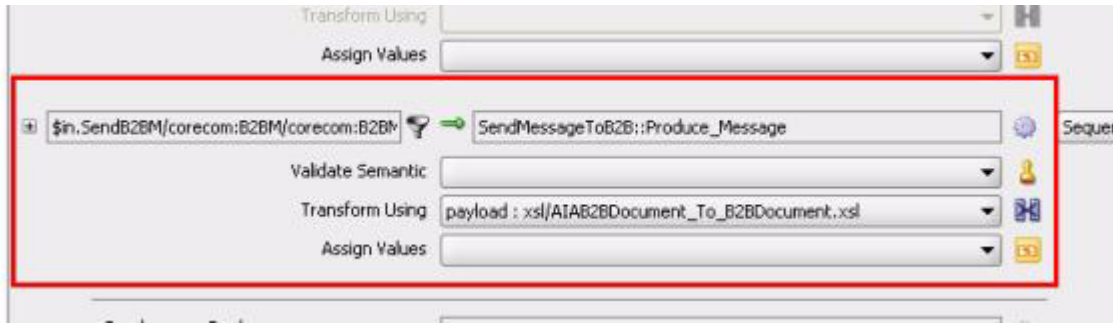 Transform Using
Assign Values
$in.SendB2BM/corecom:B2BM/corecom:B2BM
SendMessageToB2B::Produce_Message
Sequen
Validate Semantic
Transform Using
payload : xsl/AIAB2BDocument_To_B2BDocument.xsl
Assign Values